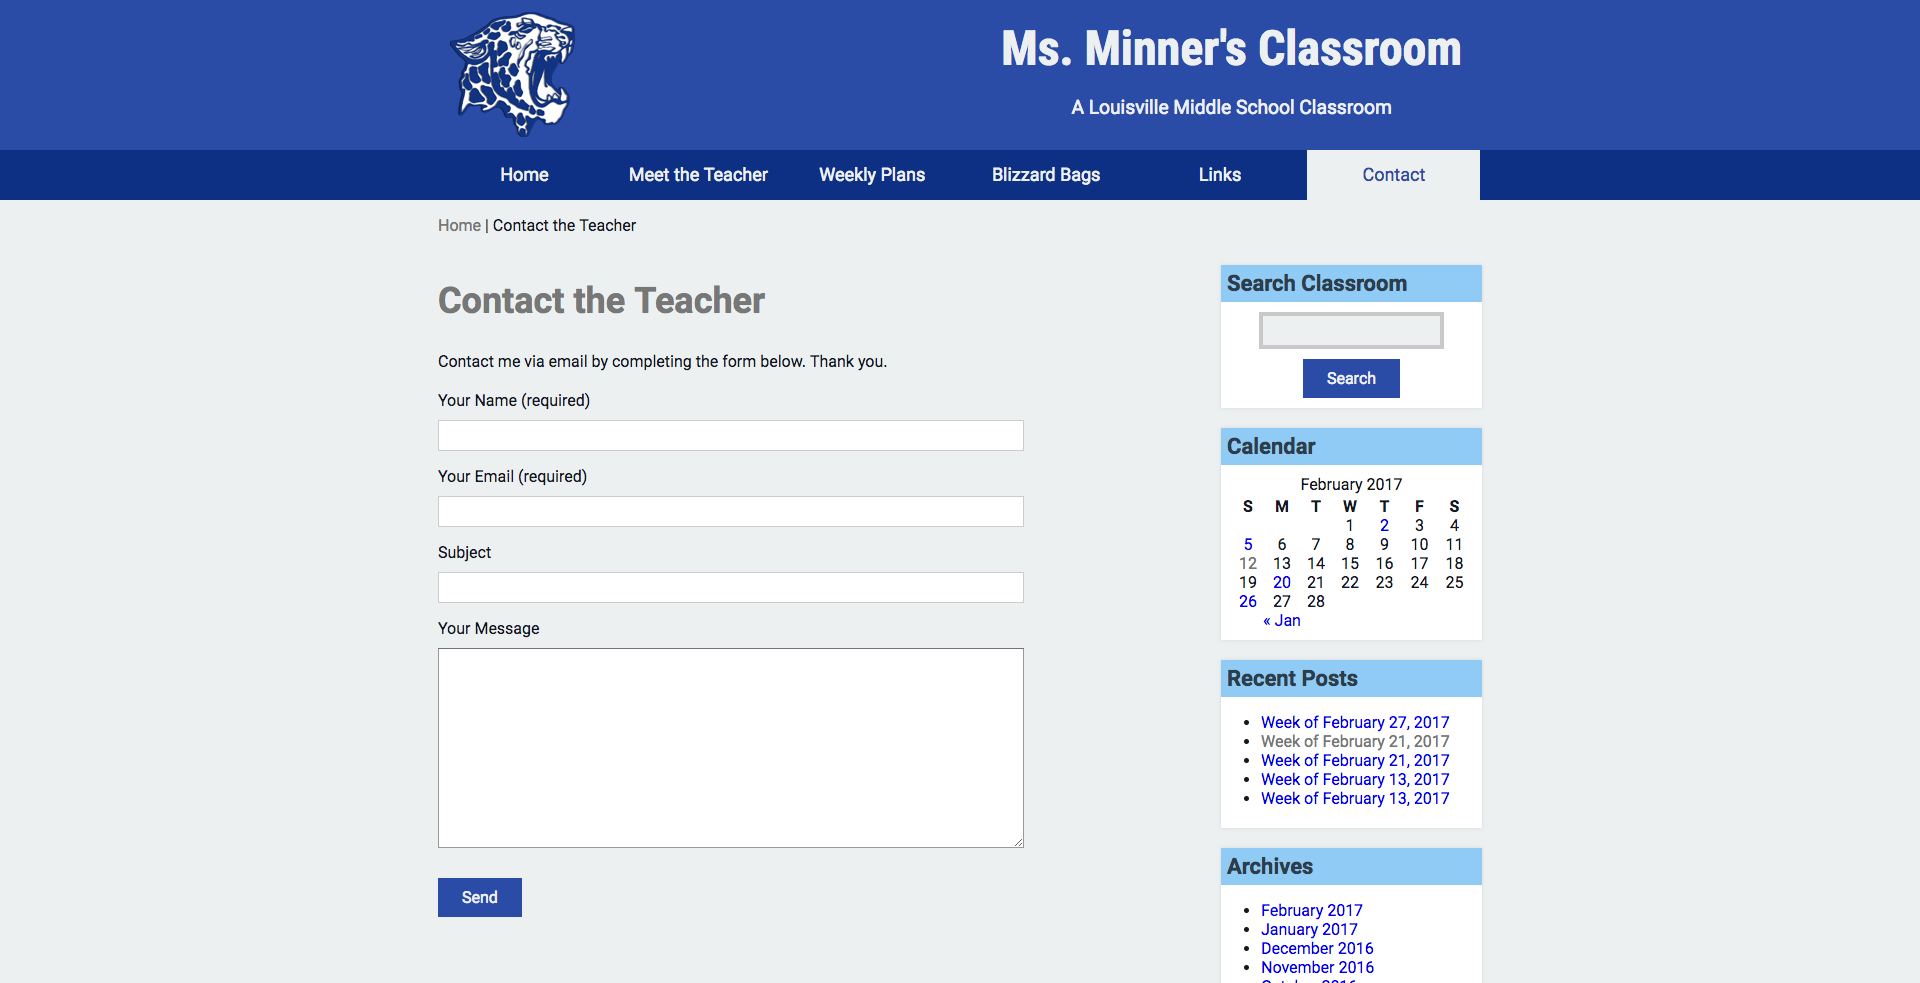 Ms. Minner's Classroom
A Louisville Middle School Classroom
Home Meet the Teacher Weekly Plans Blizzard Bags Links Contact
Home | Contact the Teacher
Contact the Teacher
Contact me via email by completing the form below. Thank you.
Your Name (required)
Your Email (required)
Subject
Your Message
Send
Search Classroom
Search
Calendar
February 2017
S M T W T F S
1 2 3 4
5 6 7 8 9 10 11
12 13 14 15 16 17 18
19 20 21 22 23 24 25
26 27 28
« Jan
Recent Posts
Week of February 27, 2017
Week of February 21, 2017
Week of February 21, 2017
Week of February 13, 2017
Week of February 13, 2017
Archives
February 2017
January 2017
December 2016
November 2016